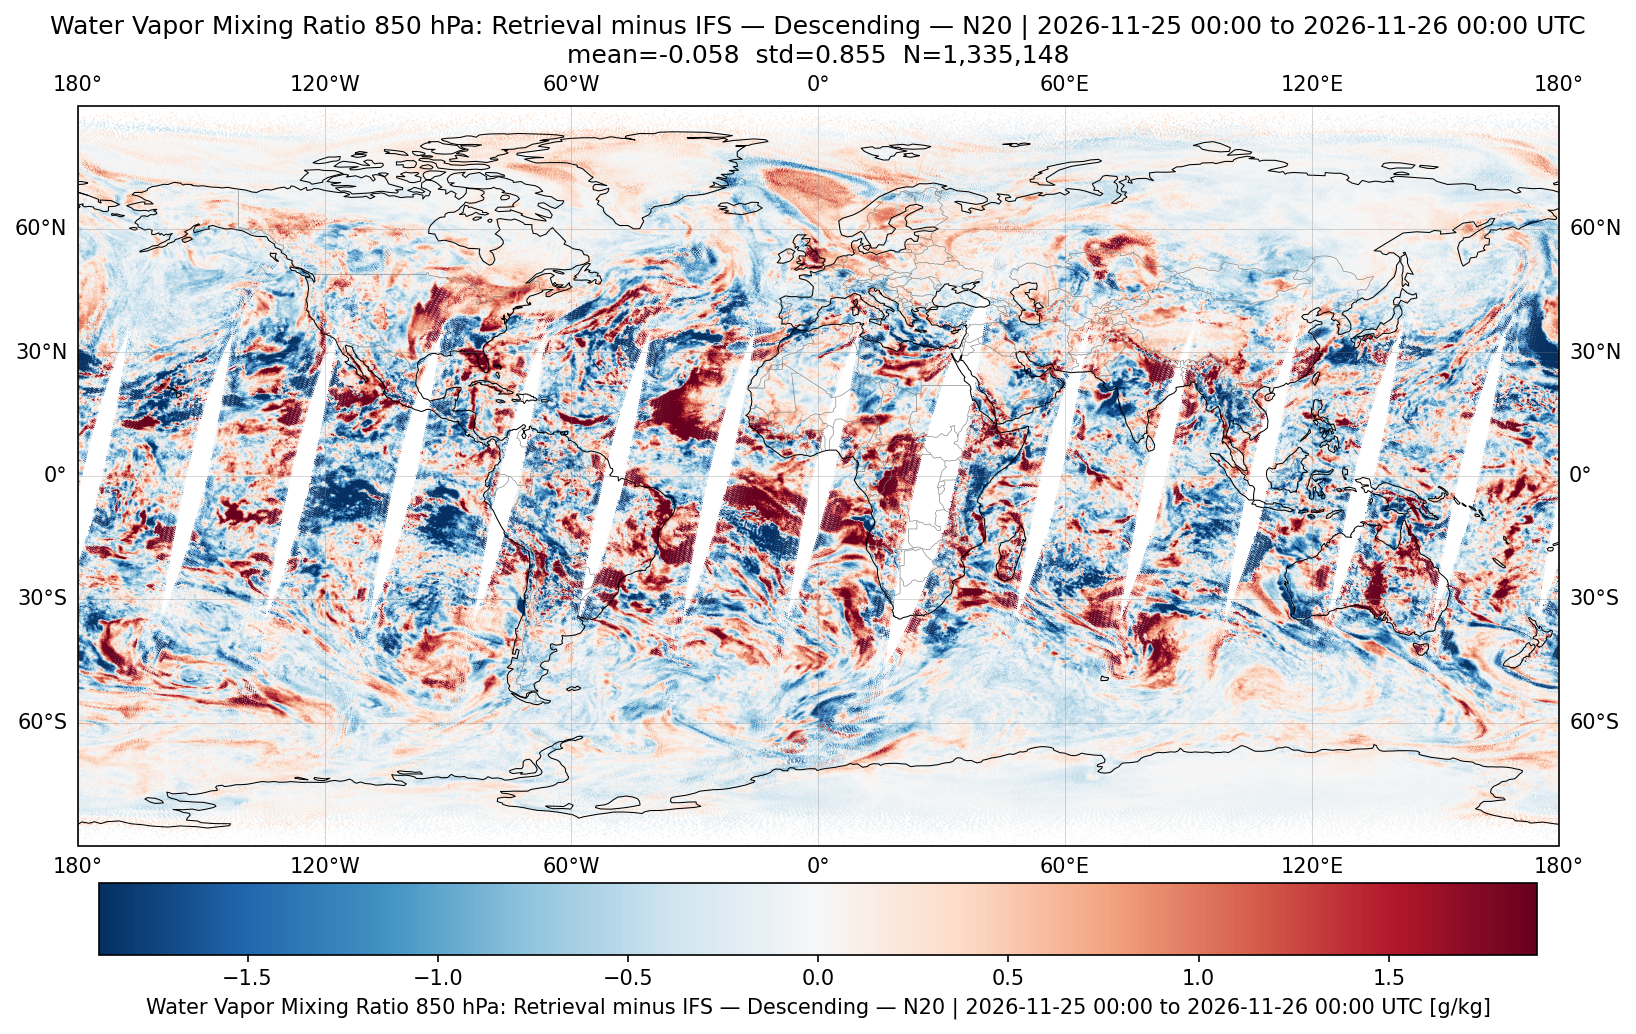 Water Vapor Mixing Ratio 850 hPa: Retrieval minus IFS — Descending — N20 | 2026-11-25 00:00 to 2026-11-26 00:00 UTC
mean=-0.058  std=0.855  N=1,335,148
180° 120°W 60°W 0° 60°E 120°E 180°
60°N 60°N
30°N 30°N
0° 0°
30°S 30°S
60°S 60°S
180° 120°W 60°W 0° 60°E 120°E 180°
−1.5 −1.0 −0.5 0.0 0.5 1.0 1.5
Water Vapor Mixing Ratio 850 hPa: Retrieval minus IFS — Descending — N20 | 2026-11-25 00:00 to 2026-11-26 00:00 UTC [g/kg]